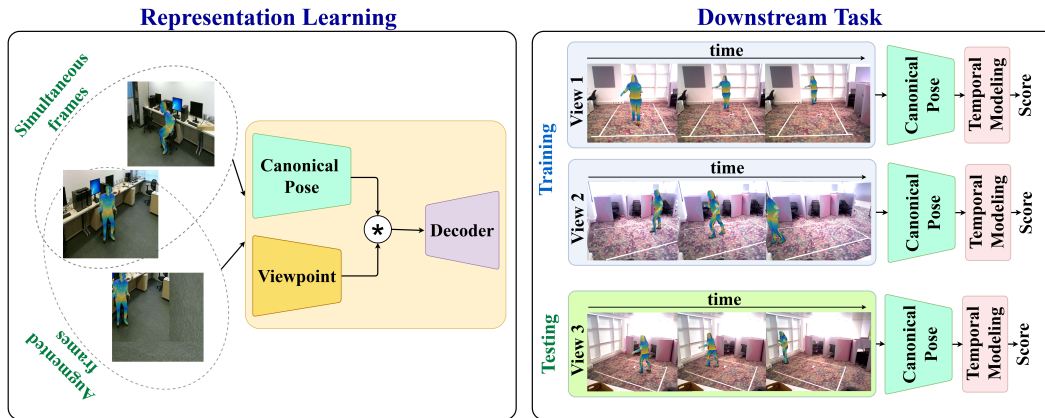 Representation Learning
Simultaneous
frames
Canonical
Pose
*
Decoder
Viewpoint
Augmented
frames
Downstream Task
Training
View 1
time
Canonical
Pose
Temporal
Modeling
Score
View 2
Canonical
Pose
Temporal
Modeling
Score
Testing
View 3
time
Canonical
Pose
Temporal
Modeling
Score